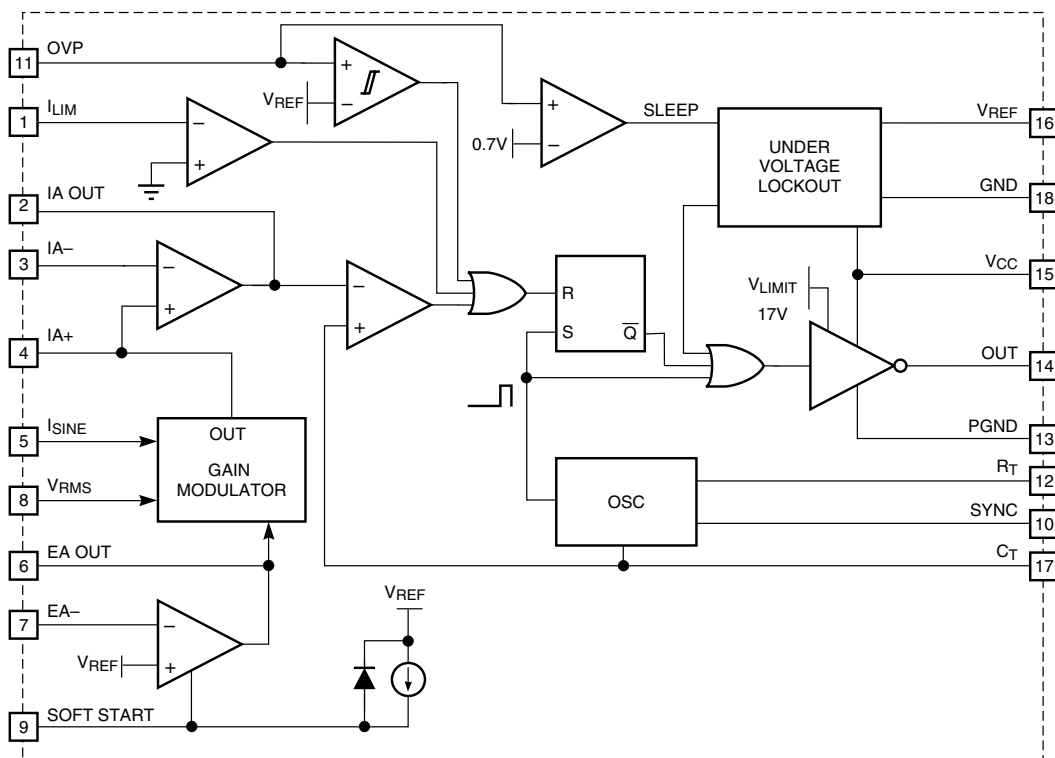 11 OVP
VREF
+
−
1 ILIM
−
+
+
−
0.7V
SLEEP
UNDER
VOLTAGE
LOCKOUT
VREF 16
GND 18
2 IA OUT
3 IA–
−
+
4 IA+
−
+
R
S
Q
VLIMIT
17V
VCC 15
OUT 14
PGND 13
5 ISINE
8 VRMS
OUT
GAIN
MODULATOR
OSC
RT 12
SYNC 10
CT 17
6 EA OUT
7 EA–
−
+
VREF
VREF
9 SOFT START